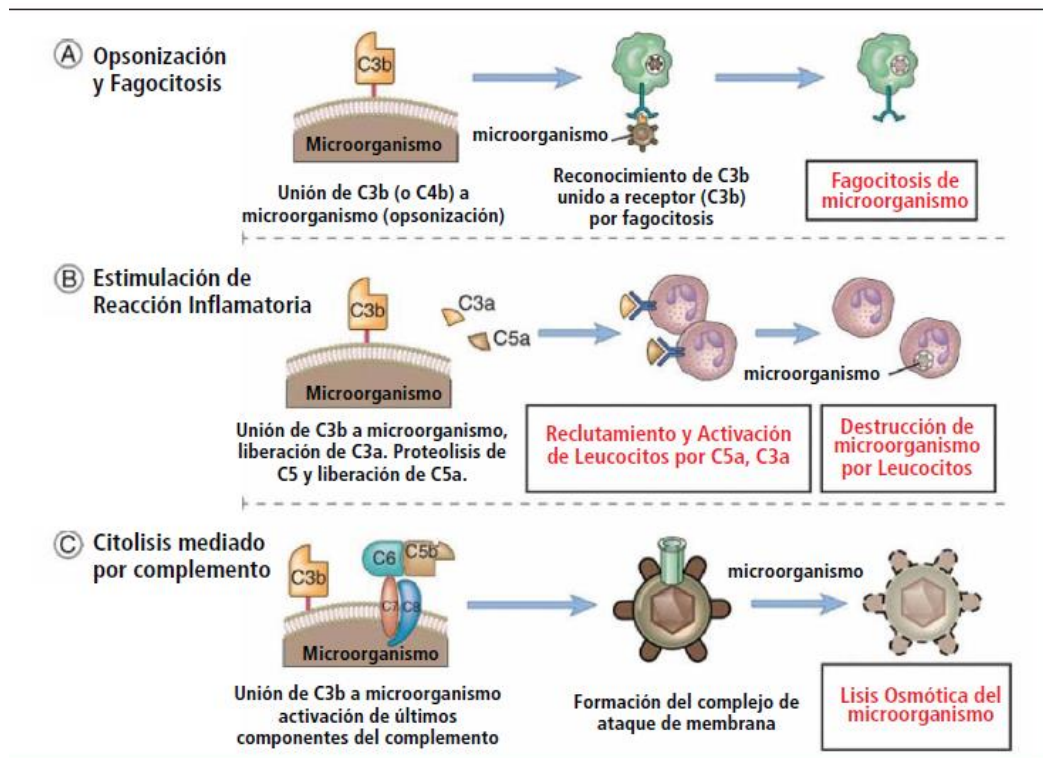 A Opsonización
y Fagocitosis
C3b
Microorganismo
microorganismo
Unión de C3b (o C4b) a
microorganismo (opsonización)
Reconocimiento de C3b
unido a receptor (C3b)
por fagocitosis
Fagocitosis de
microorganismo
B Estimulación de
Reacción Inflamatoria
C3b
C3a
C5a
Microorganismo
microorganismo
Unión de C3b a microorganismo,
liberación de C3a. Proteolisis de
C5 y liberación de C5a.
Reclutamiento y Activación
de Leucocitos por C5a, C3a
Destrucción de
microorganismo
por Leucocitos
C Citolisis mediado
por complemento
C3b
C6
C5b
C7
C8
Microorganismo
microorganismo
Unión de C3b a microorganismo
activación de últimos
componentes del complemento
Formación del complejo de
ataque de membrana
Lisis Osmótica del
microorganismo